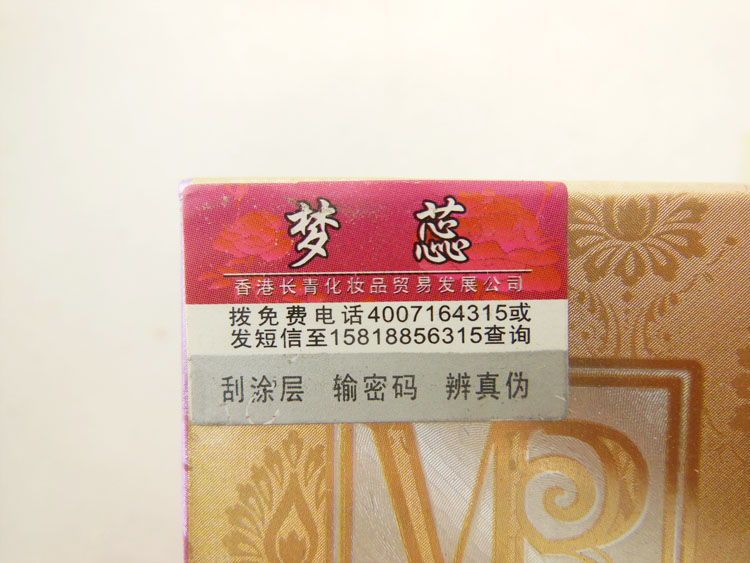 梦蕊
香港长青化妆品贸易发展公司
拨免费电话4007164315或
发短信至15818856315查询
刮涂层 输密码 辨真伪